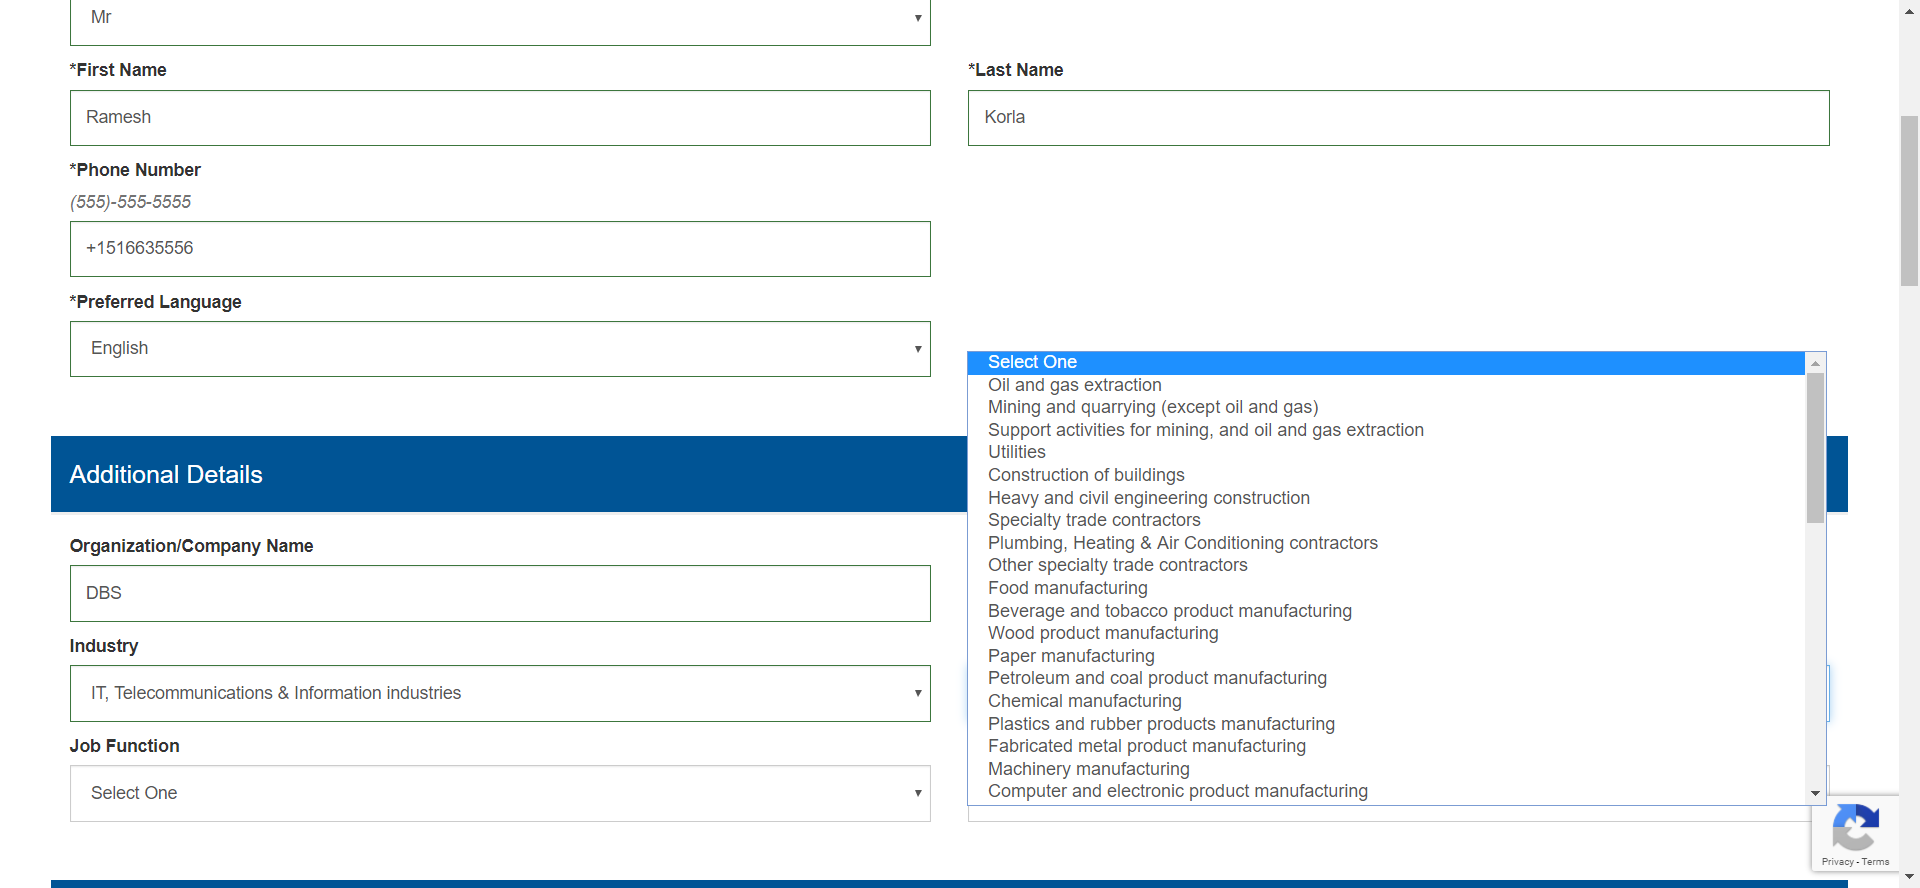 Mr
*First Name
*Last Name
Ramesh
Korla
*Phone Number
(555)-555-5555
+1516635556
*Preferred Language
English
Select One
Oil and gas extraction
Mining and quarrying (except oil and gas)
Support activities for mining, and oil and gas extraction
Utilities
Construction of buildings
Heavy and civil engineering construction
Specialty trade contractors
Plumbing, Heating & Air Conditioning contractors
Other specialty trade contractors
Food manufacturing
Beverage and tobacco product manufacturing
Wood product manufacturing
Paper manufacturing
Petroleum and coal product manufacturing
Chemical manufacturing
Plastics and rubber products manufacturing
Fabricated metal product manufacturing
Machinery manufacturing
Computer and electronic product manufacturing
Additional Details
Organization/Company Name
DBS
Industry
IT, Telecommunications & Information industries
Job Function
Select One
Privacy - Terms